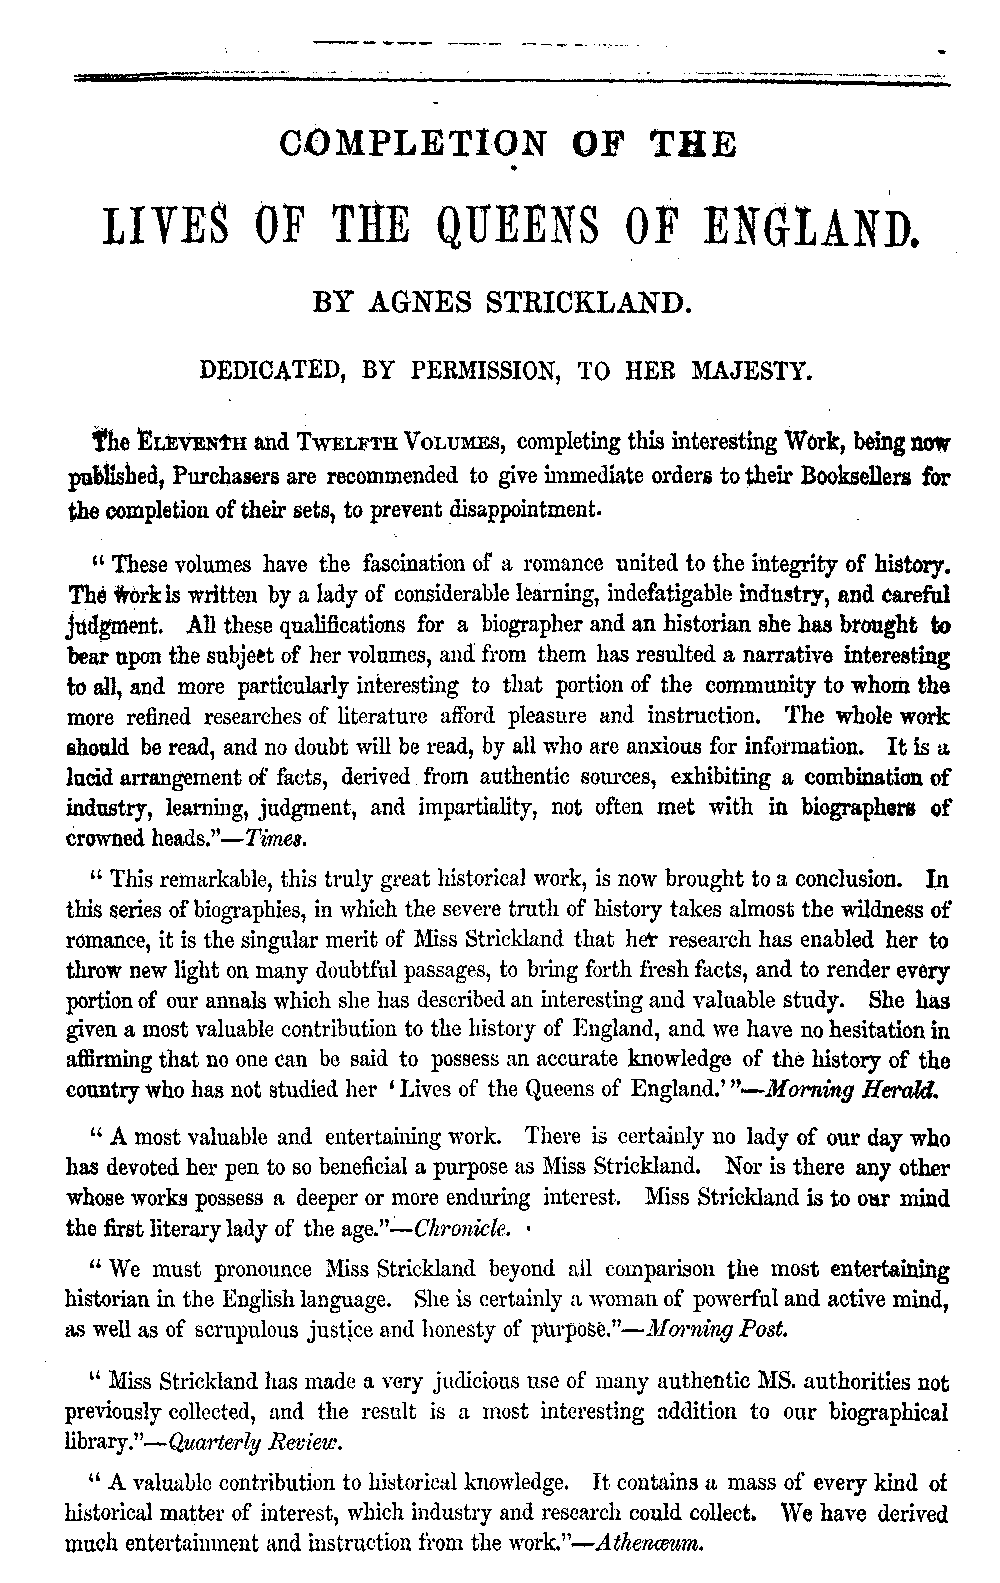 COMPLETION OF THE
LIVES OF THE QUEENS OF ENGLAND.
BY AGNES STRICKLAND.
DEDICATED, BY PERMISSION, TO HER MAJESTY.
The ELEVENTH and TWELFTH VOLUMES, completing this interesting Work, being now
published, Purchasers are recommended to give immediate orders to their Booksellers for
the completion of their sets, to prevent disappointment.
“ These volumes have the fascination of a romance united to the integrity of history.
The work is written by a lady of considerable learning, indefatigable industry, and careful
judgment. All these qualifications for a biographer and an historian she has brought to
bear upon the subject of her volumes, and from them has resulted a narrative interesting
to all, and more particularly interesting to that portion of the community to whom the
more refined researches of literature afford pleasure and instruction. The whole work
should be read, and no doubt will be read, by all who are anxious for information. It is a
lucid arrangement of facts, derived from authentic sources, exhibiting a combination of
industry, learning, judgment, and impartiality, not often met with in biographers of
crowned heads.”—Times.
“ This remarkable, this truly great historical work, is now brought to a conclusion. In
this series of biographies, in which the severe truth of history takes almost the wildness of
romance, it is the singular merit of Miss Strickland that her research has enabled her to
throw new light on many doubtful passages, to bring forth fresh facts, and to render every
portion of our annals which she has described an interesting and valuable study. She has
given a most valuable contribution to the history of England, and we have no hesitation in
affirming that no one can be said to possess an accurate knowledge of the history of the
country who has not studied her ‘ Lives of the Queens of England.’ ”—Morning Herald.
“ A most valuable and entertaining work. There is certainly no lady of our day who
has devoted her pen to so beneficial a purpose as Miss Strickland. Nor is there any other
whose works possess a deeper or more enduring interest. Miss Strickland is to our mind
the first literary lady of the age.”—Chronicle.
“ We must pronounce Miss Strickland beyond all comparison the most entertaining
historian in the English language. She is certainly a woman of powerful and active mind,
as well as of scrupulous justice and honesty of purpose.”—Morning Post.
“ Miss Strickland has made a very judicious use of many authentic MS. authorities not
previously collected, and the result is a most interesting addition to our biographical
library.”—Quarterly Review.
“ A valuable contribution to historical knowledge. It contains a mass of every kind of
historical matter of interest, which industry and research could collect. We have derived
much entertainment and instruction from the work.”—Athenæum.